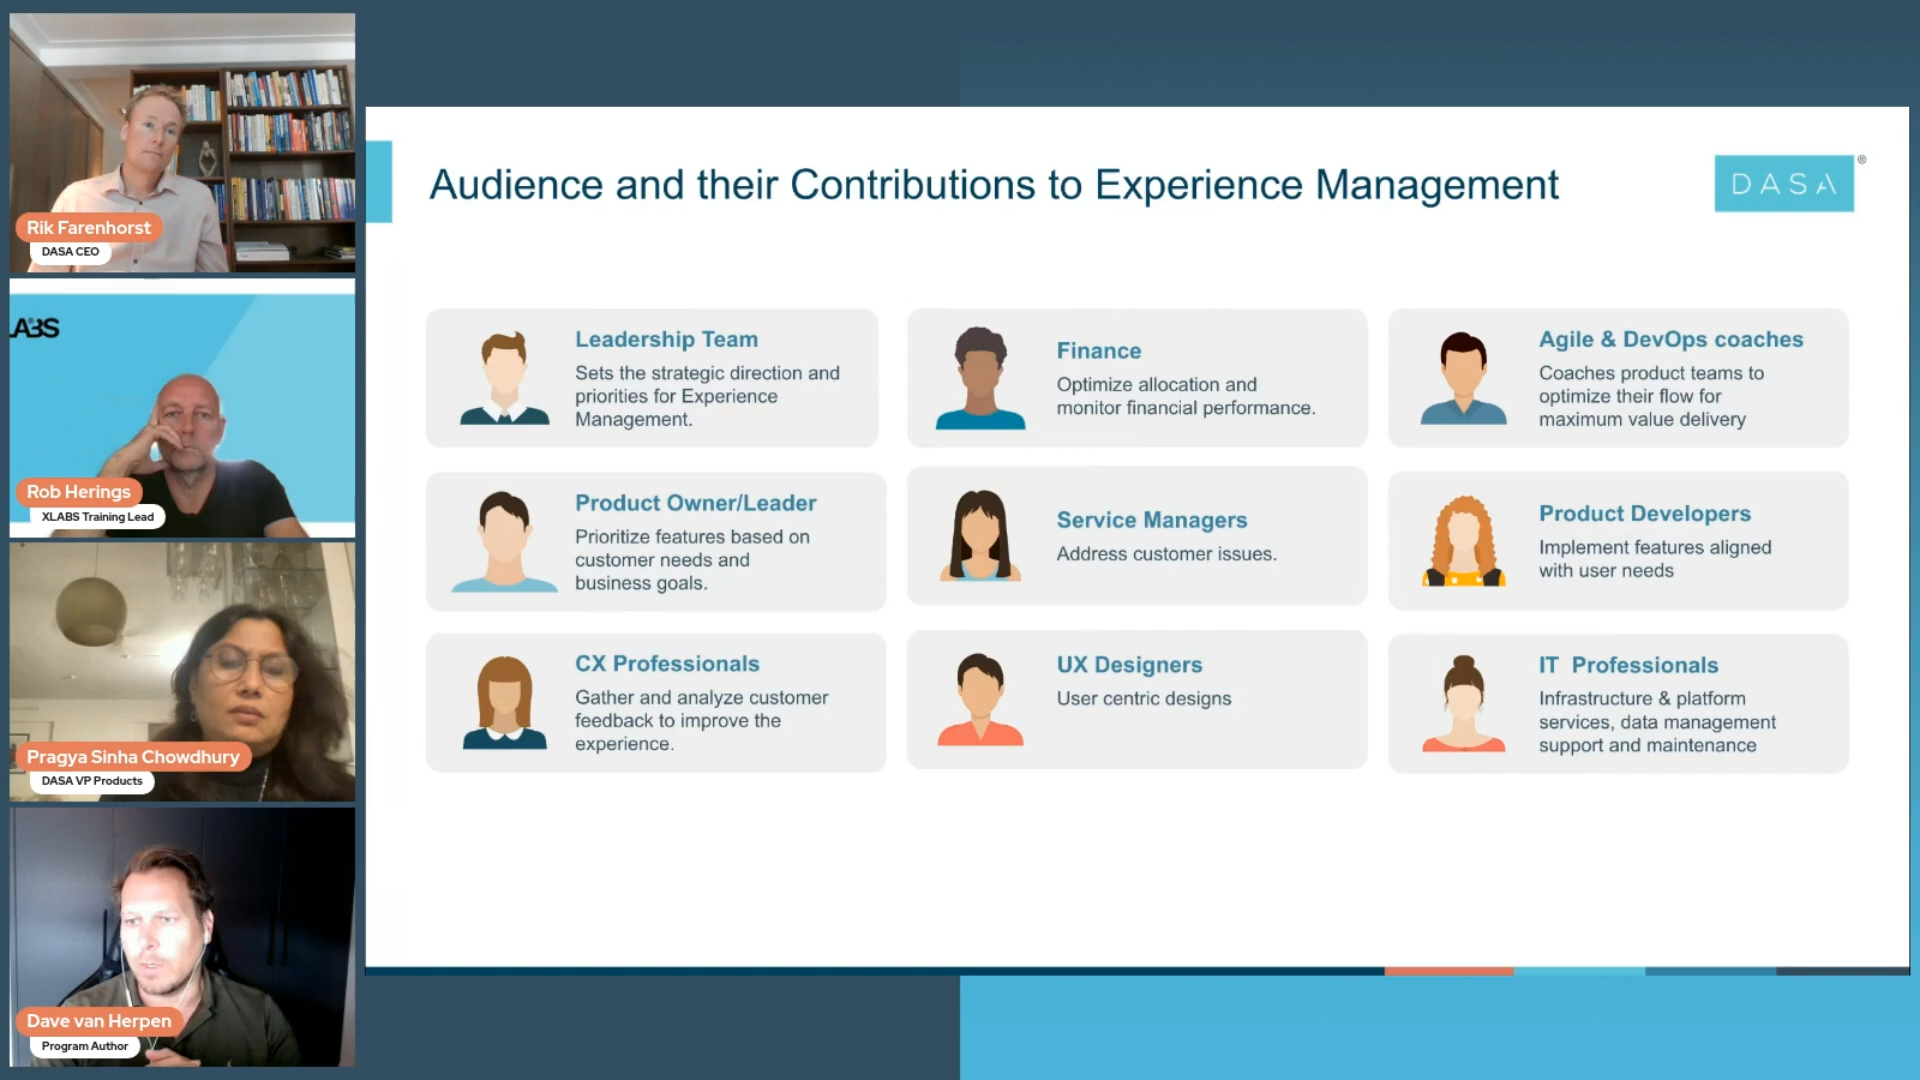 Rik Farenhorst
DASA CEO
LABS
Rob Herings
XLABS Training Lead
Pragya Sinha Chowdhury
DASA VP Products
Dave van Herpen
Program Author
Audience and their Contributions to Experience Management
DASA
®
Leadership Team
Sets the strategic direction and
priorities for Experience
Management.
Finance
Optimize allocation and
monitor financial performance.
Agile & DevOps coaches
Coaches product teams to
optimize their flow for
maximum value delivery
Product Owner/Leader
Prioritize features based on
customer needs and
business goals.
Service Managers
Address customer issues.
Product Developers
Implement features aligned
with user needs
CX Professionals
Gather and analyze customer
feedback to improve the
experience.
UX Designers
User centric designs
IT  Professionals
Infrastructure & platform
services, data management
support and maintenance